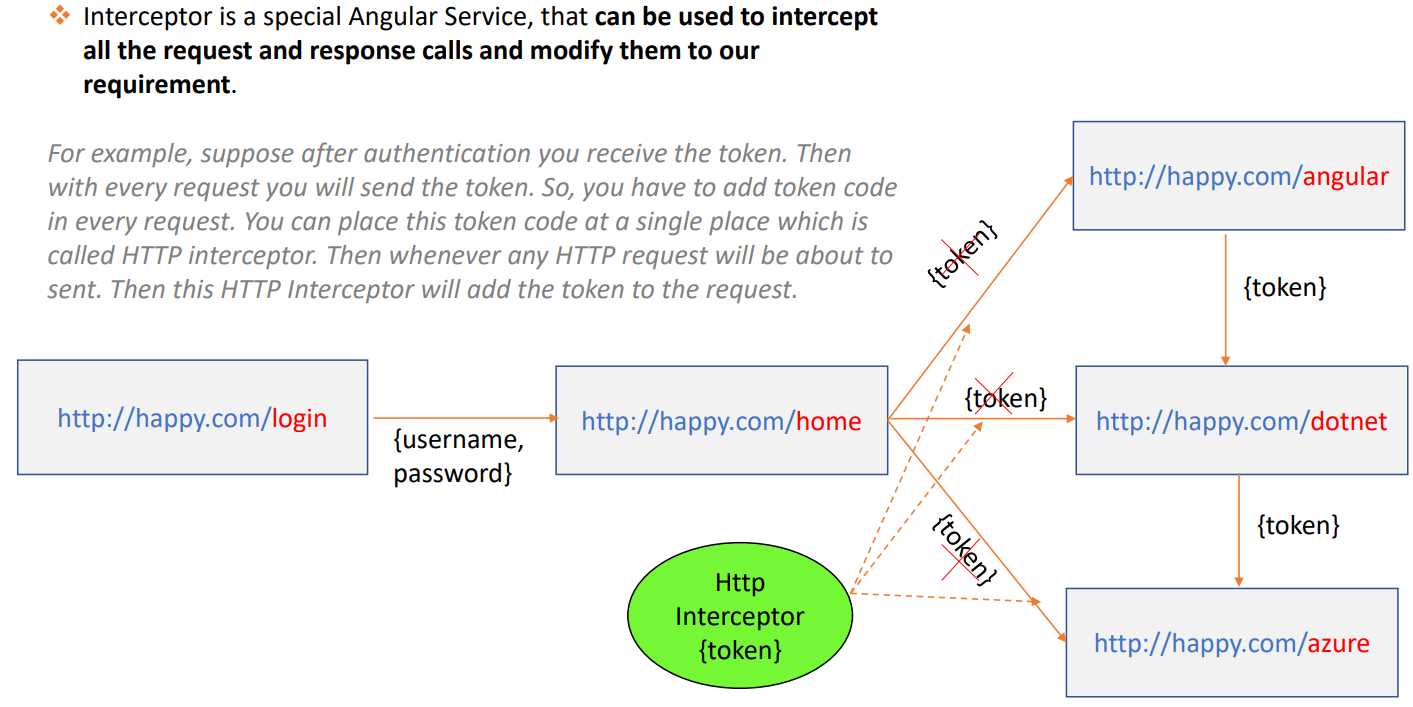 ❖ Interceptor is a special Angular Service, that can be used to intercept
all the request and response calls and modify them to our
requirement.
For example, suppose after authentication you receive the token. Then
with every request you will send the token. So, you have to add token code
in every request. You can place this token code at a single place which is
called HTTP interceptor. Then whenever any HTTP request will be about to
sent. Then this HTTP Interceptor will add the token to the request.
http://happy.com/angular
{token}
{token}
http://happy.com/login
{username,
password}
http://happy.com/home
{token}
http://happy.com/dotnet
{token}
{token}
Http
Interceptor
{token}
http://happy.com/azure